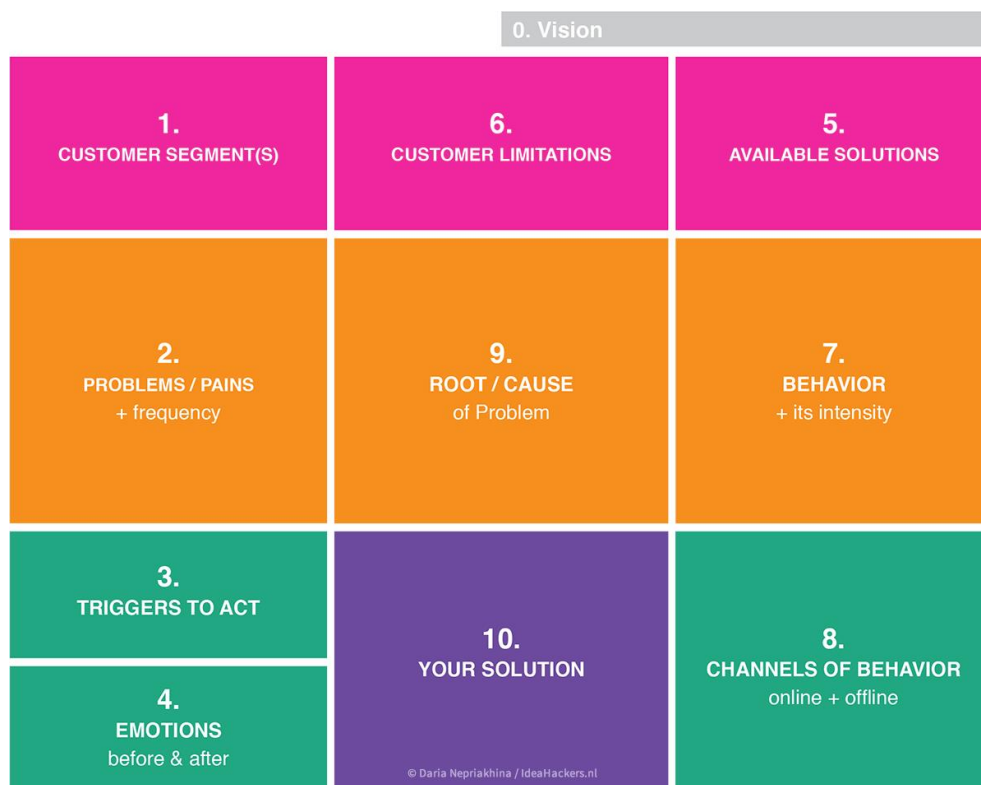 0. Vision
1.
CUSTOMER SEGMENT(S)
6.
CUSTOMER LIMITATIONS
5.
AVAILABLE SOLUTIONS
2.
PROBLEMS / PAINS
+ frequency
9.
ROOT / CAUSE
of Problem
7.
BEHAVIOR
+ its intensity
3.
TRIGGERS TO ACT
4.
EMOTIONS
before & after
10.
YOUR SOLUTION
© Daria Nepriakhina / IdeaHackers.nl
8.
CHANNELS OF BEHAVIOR
online + offline